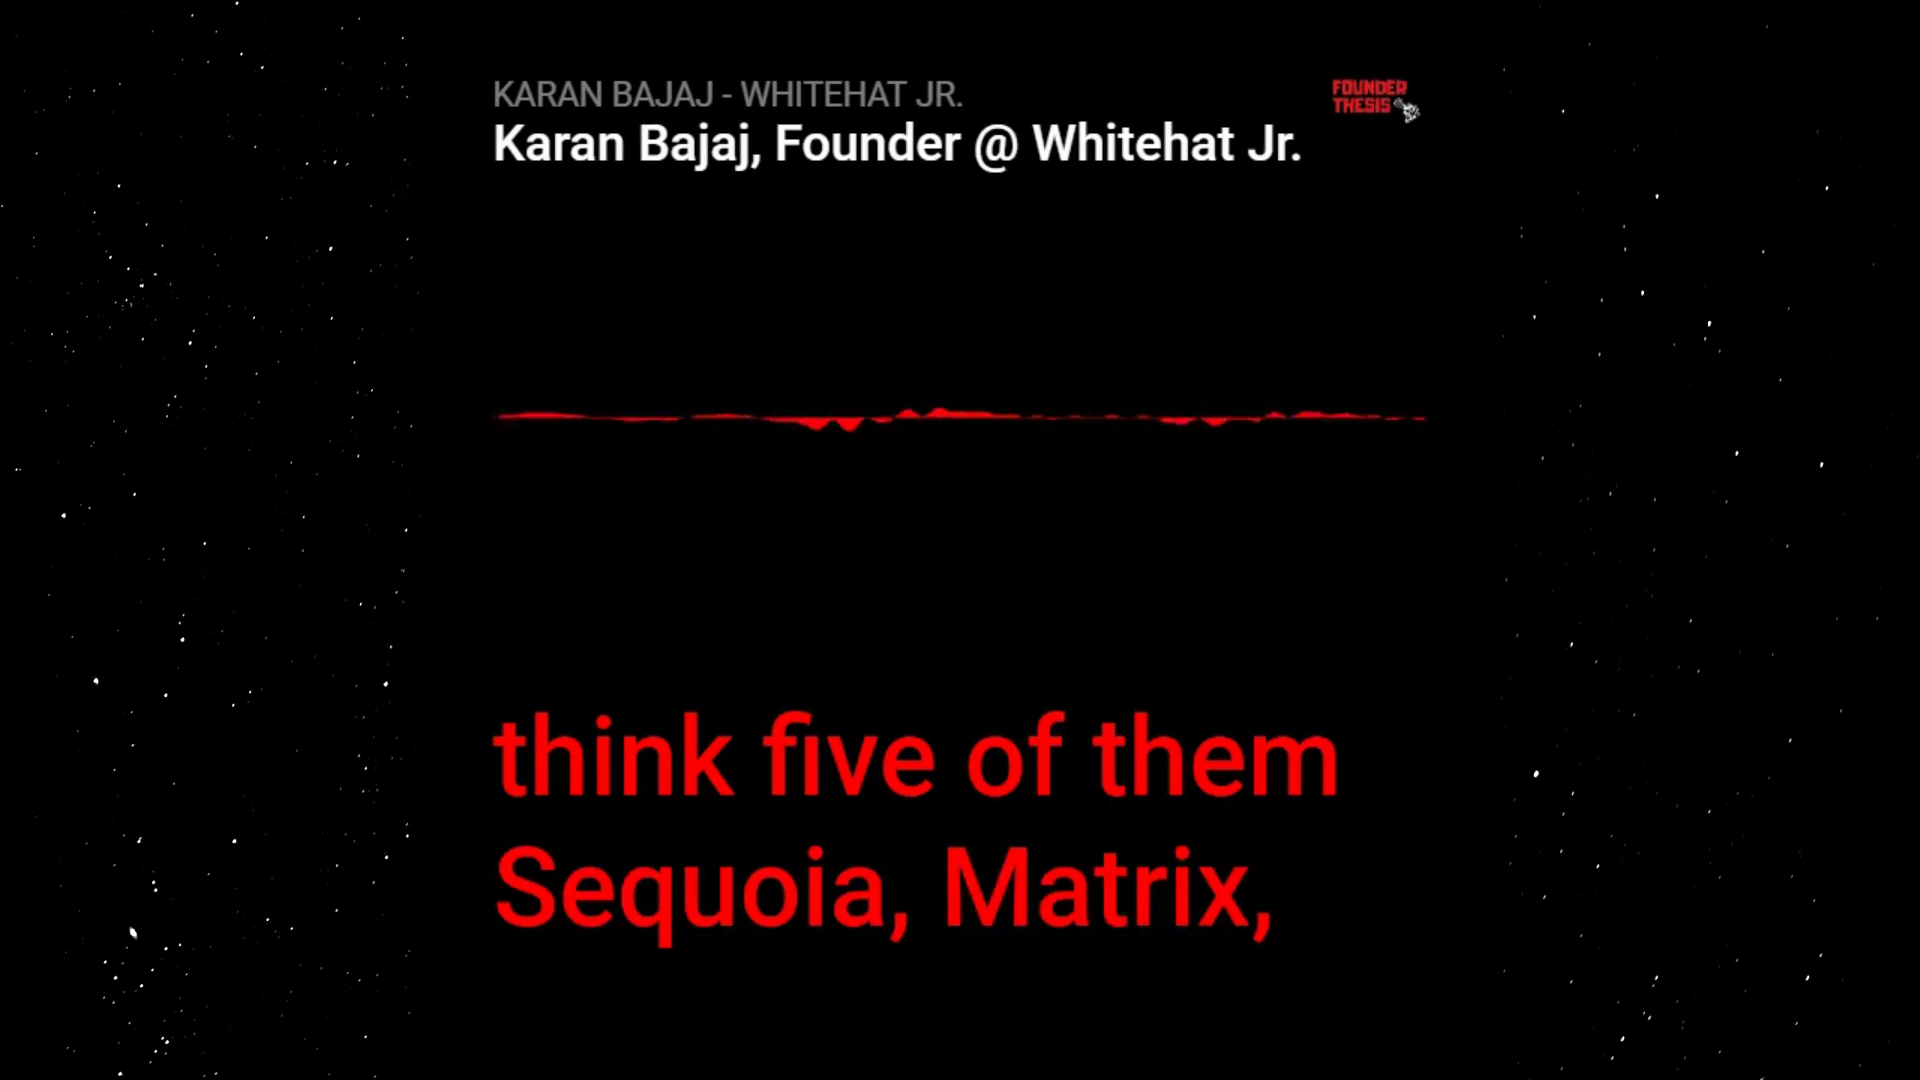 KARAN BAJAJ - WHITEHAT JR.
Karan Bajaj, Founder @ Whitehat Jr.
FOUNDER
THESIS
think five of them
Sequoia, Matrix,